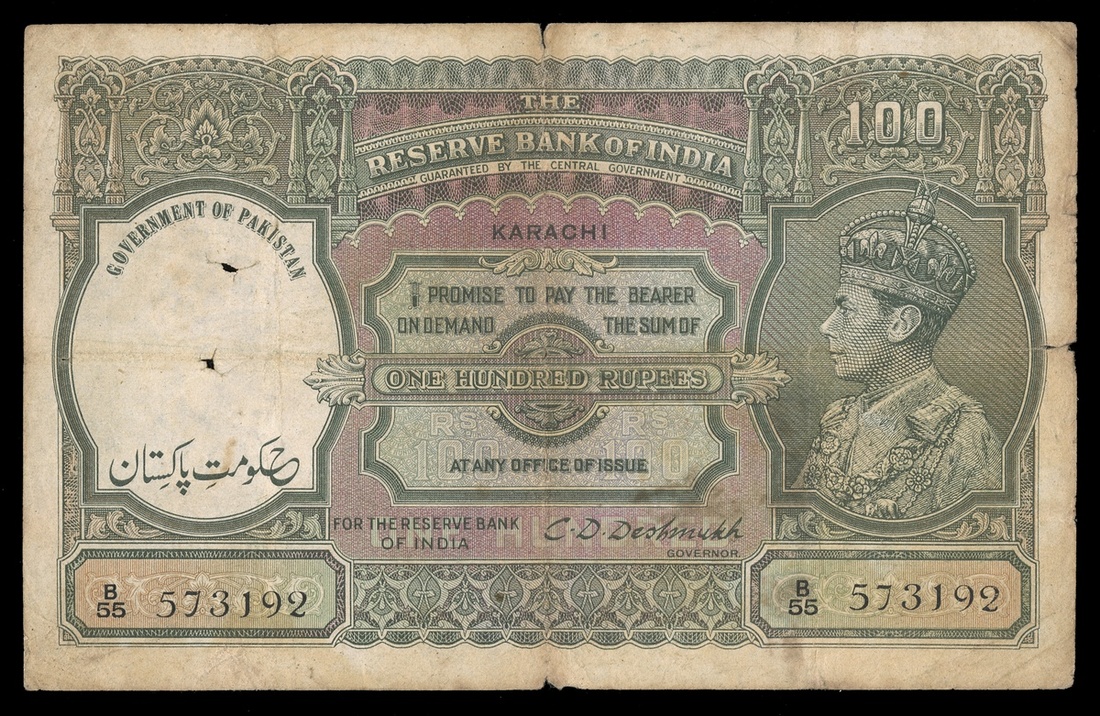 THE
RESERVE BANK OF INDIA
GUARANTEED BY THE CENTRAL GOVERNMENT
100
GOVERNMENT OF PAKISTAN
KARACHI
I PROMISE TO PAY THE BEARER
ON DEMAND THE SUM OF
ONE HUNDRED RUPEES
RS RS
100 100
AT ANY OFFICE OF ISSUE
حکومتِ پاکستان
FOR THE RESERVE BANK
OF INDIA
C. D. Deshmukh
GOVERNOR.
B/55 573192
B/55 573192